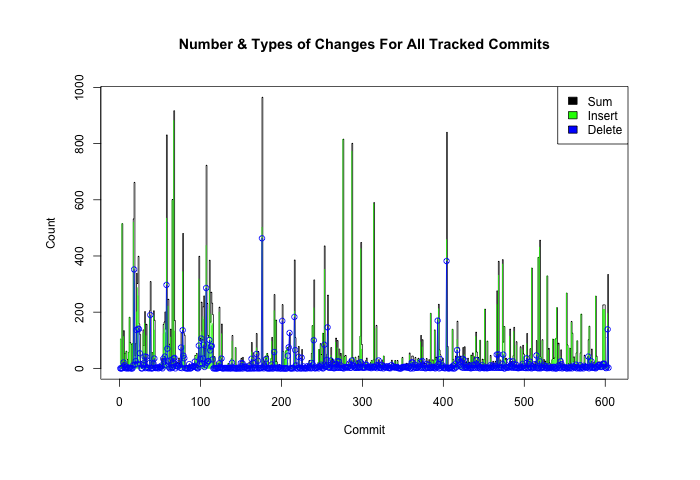 Number & Types of Changes For All Tracked Commits
Sum
Insert
Delete
1000
800
600
400
200
0
Count
0 100 200 300 400 500 600
Commit